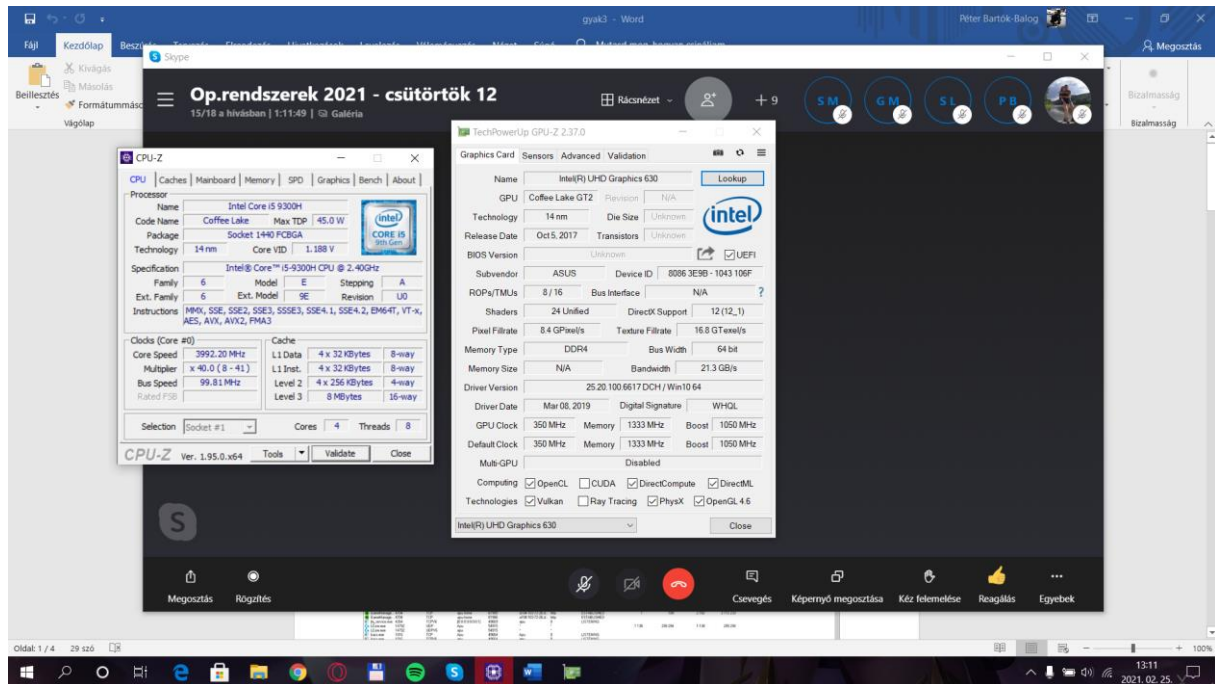 gyak3 - Word
Péter Bartók-Balog
Fájl Kezdőlap
Megosztás
Kivágás
Másolás
Beillesztés
Vágólap
Bizalmasság
Bizalmasság
Skype
Op.rendszerek 2021 - csütörtök 12
15/18 a hívásban | 1:11:49 | Galéria
Rácsnézet
+ 9
SM GM SL PB
CPU-Z
CPU Caches Mainboard Memory SPD Graphics Bench About
Processor
Name Intel Core i5 9300H
Code Name Coffee Lake Max TDP 45.0 W
Package Socket 1440 FCBGA
Technology 14 nm Core VID 1.188 V
intel CORE i5 9th Gen
Specification Intel® Core™ i5-9300H CPU @ 2.40GHz
Family 6 Model E Stepping A
Ext. Family 6 Ext. Model 9E Revision U0
Instructions MMX, SSE, SSE2, SSE3, SSSE3, SSE4.1, SSE4.2, EM64T, VT-x,
AES, AVX, AVX2, FMA3
Clocks (Core #0)
Core Speed 3992.20 MHz
Multiplier x 40.0 ( 8 - 41 )
Bus Speed 99.81 MHz
Rated FSB
Cache
L1 Data 4 x 32 KBytes 8-way
L1 Inst. 4 x 32 KBytes 8-way
Level 2 4 x 256 KBytes 4-way
Level 3 8 MBytes 16-way
Selection Socket #1 Cores 4 Threads 8
CPU-Z Ver. 1.95.0.x64 Tools Validate Close
TechPowerUp GPU-Z 2.37.0
Graphics Card Sensors Advanced Validation
Name Intel(R) UHD Graphics 630 Lookup
GPU Coffee Lake GT2 Revision N/A
Technology 14 nm Die Size Unknown
intel
Release Date Oct 5, 2017 Transistors Unknown
BIOS Version Unknown UEFI
Subvendor ASUS Device ID 8086 3E9B - 1043 106F
ROPs/TMUs 8 / 16 Bus Interface N/A ?
Shaders 24 Unified DirectX Support 12 (12_1)
Pixel Fillrate 8.4 GPixel/s Texture Fillrate 16.8 GTexel/s
Memory Type DDR4 Bus Width 64 bit
Memory Size N/A Bandwidth 21.3 GB/s
Driver Version 25.20.100.6617 DCH / Win10 64
Driver Date Mar 08, 2019 Digital Signature WHQL
GPU Clock 350 MHz Memory 1333 MHz Boost 1050 MHz
Default Clock 350 MHz Memory 1333 MHz Boost 1050 MHz
Multi-GPU Disabled
Computing OpenCL CUDA DirectCompute DirectML
Technologies Vulkan Ray Tracing PhysX OpenGL 4.6
Intel(R) UHD Graphics 630 Close
Megosztás Rögzítés Csevegés Képernyő megosztása Kéz felemelése Reagálás Egyebek
Oldal: 1 / 4 29 szó 100%
13:11
2021. 02. 25.